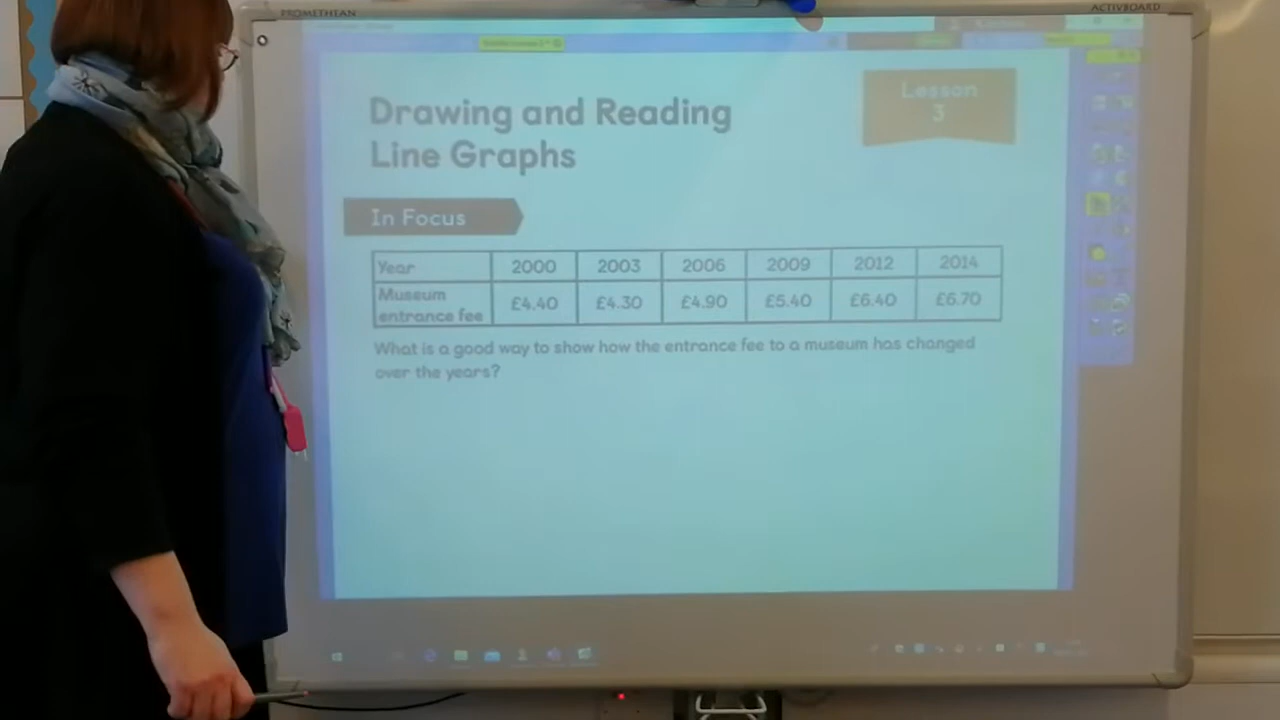 PROMETHEAN
ACTIVBOARD
Lesson
3
Drawing and Reading
Line Graphs
In Focus
Year 2000 2003 2006 2009 2012 2014
Museum
entrance fee £4.40 £4.30 £4.90 £5.40 £6.40 £6.70
What is a good way to show how the entrance fee to a museum has changed
over the years?